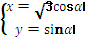 x = √3cosα
y = sinα